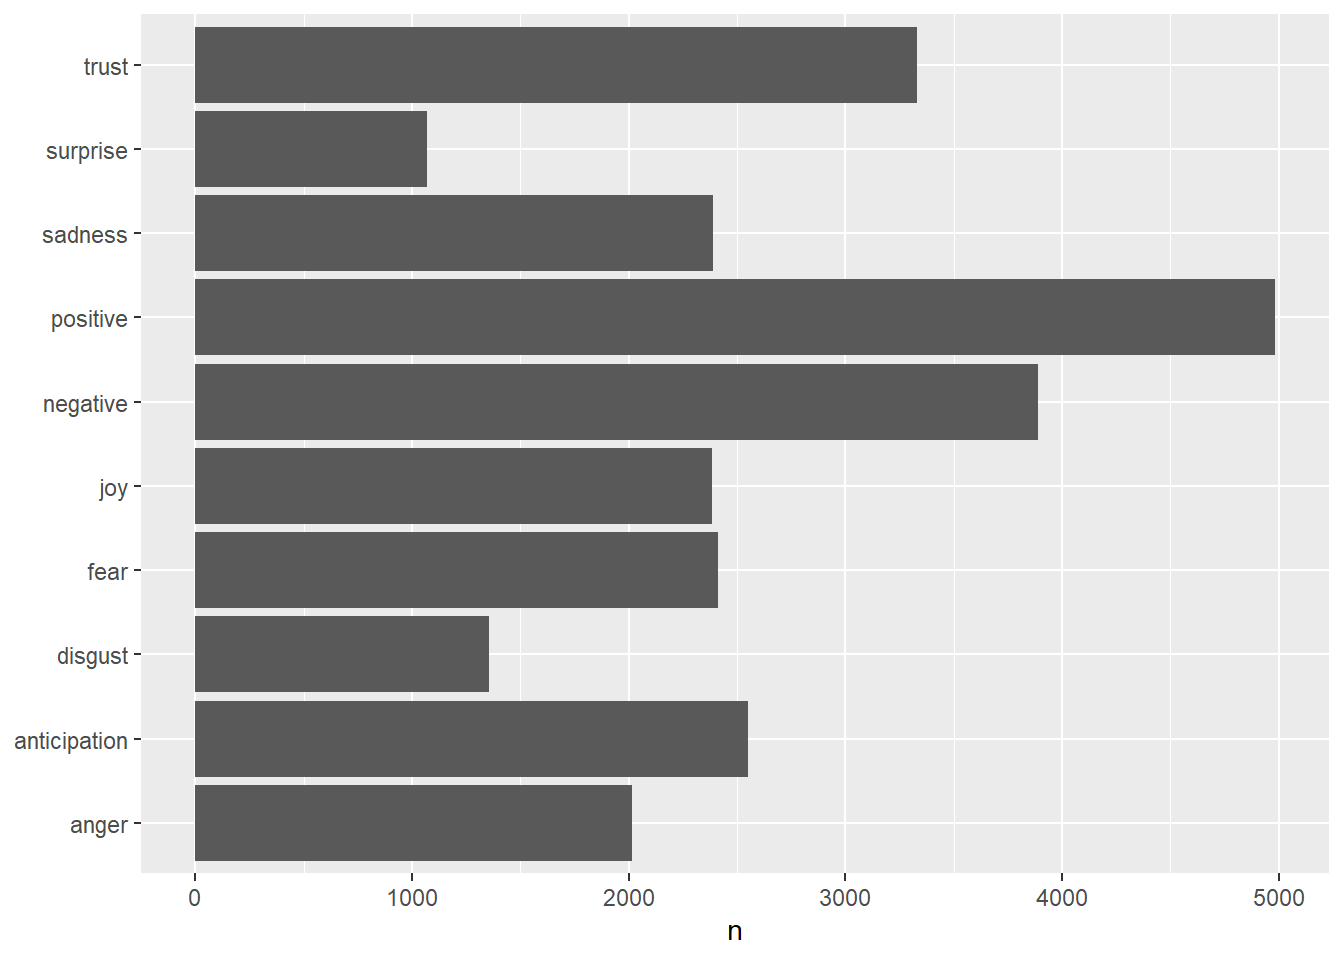 trust
surprise
sadness
positive
negative
joy
fear
disgust
anticipation
anger
0 1000 2000 3000 4000 5000
n